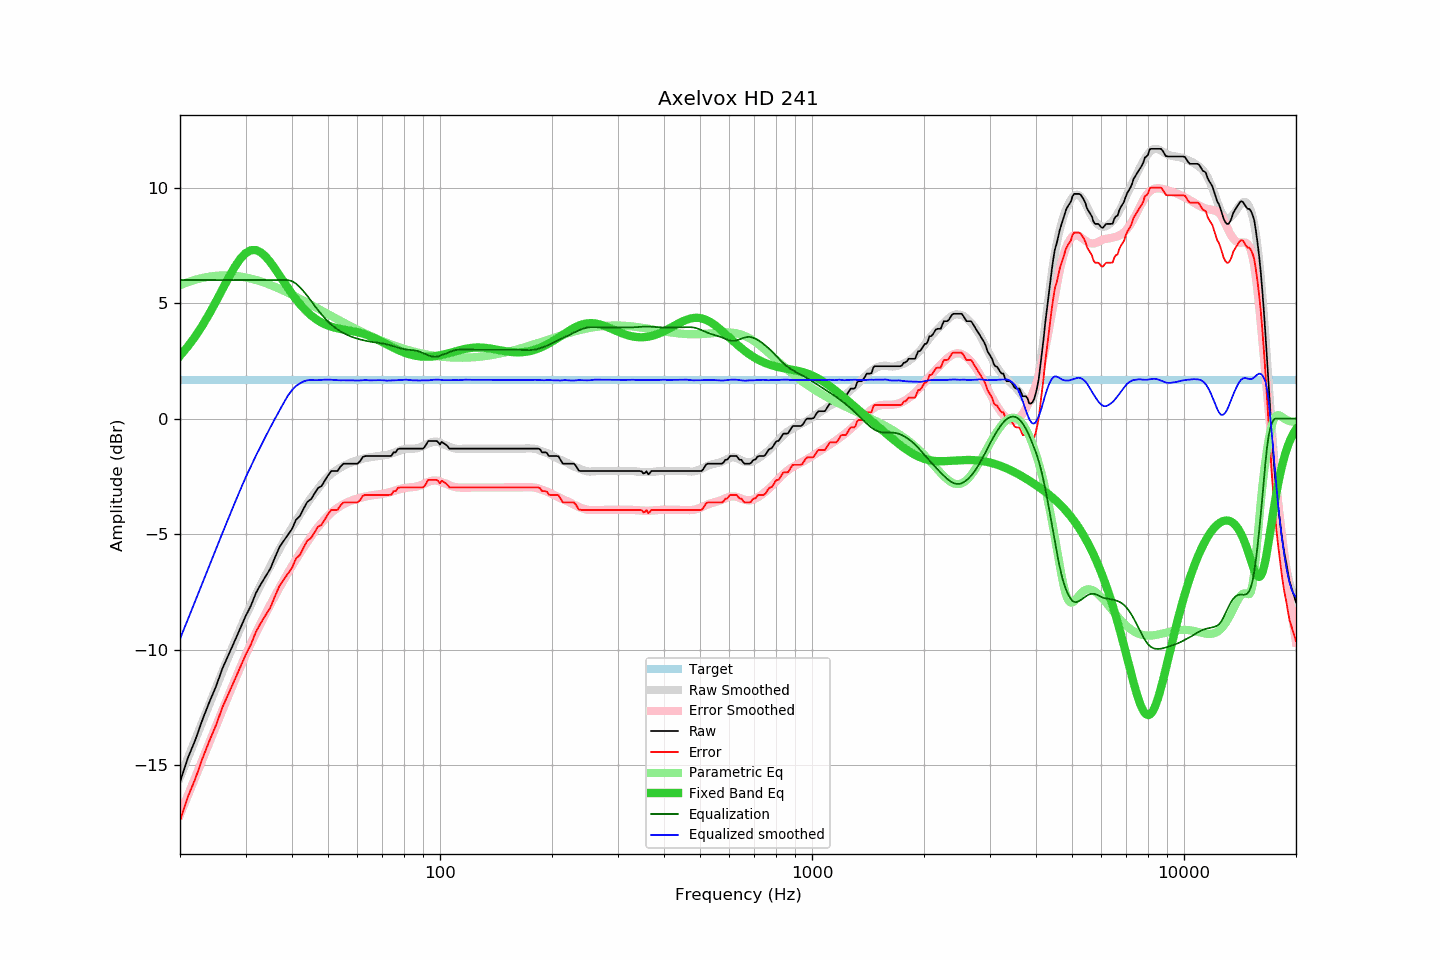 Axelvox HD 241
Amplitude (dBr)
10
5
0
−5
−10
−15
Target
Raw Smoothed
Error Smoothed
Raw
Error
Parametric Eq
Fixed Band Eq
Equalization
Equalized smoothed
100
1000
10000
Frequency (Hz)